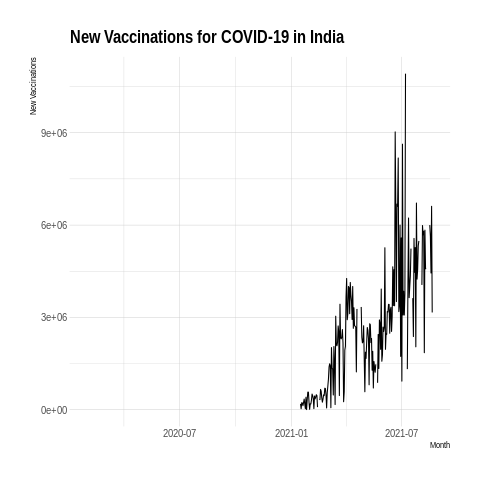 New Vaccinations for COVID-19 in India
New Vaccinations
9e+06
6e+06
3e+06
0e+00
2020-07
2021-01
2021-07
Month